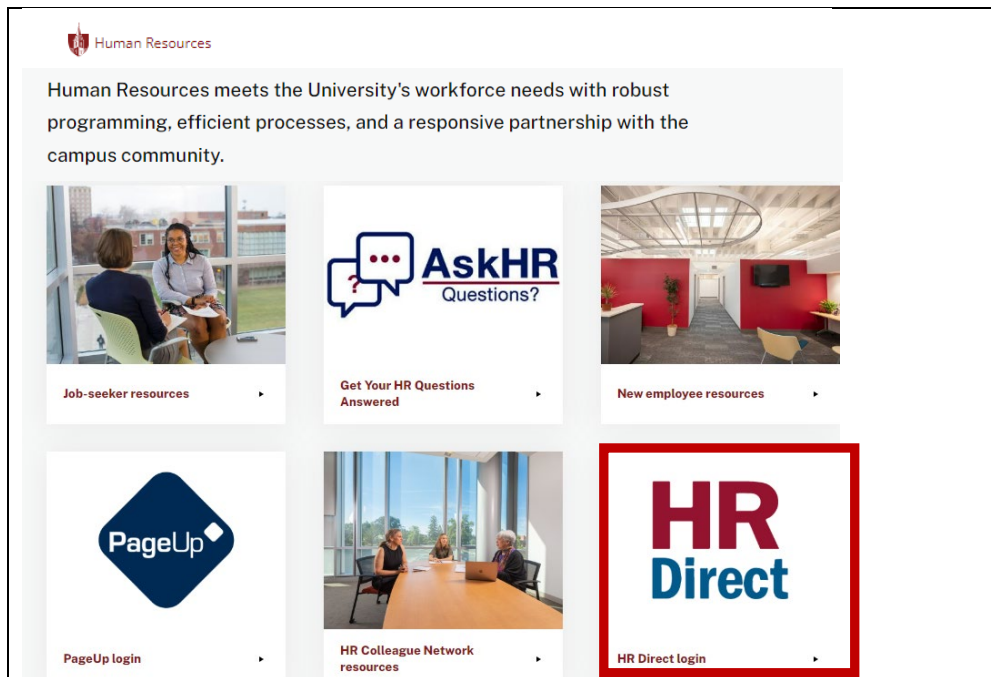 Human Resources
Human Resources meets the University's workforce needs with robust
programming, efficient processes, and a responsive partnership with the
campus community.
?
AskHR
Questions?
Job-seeker resources
Get Your HR Questions
Answered
New employee resources
PageUp
HR
Direct
PageUp login
HR Colleague Network
resources
HR Direct login